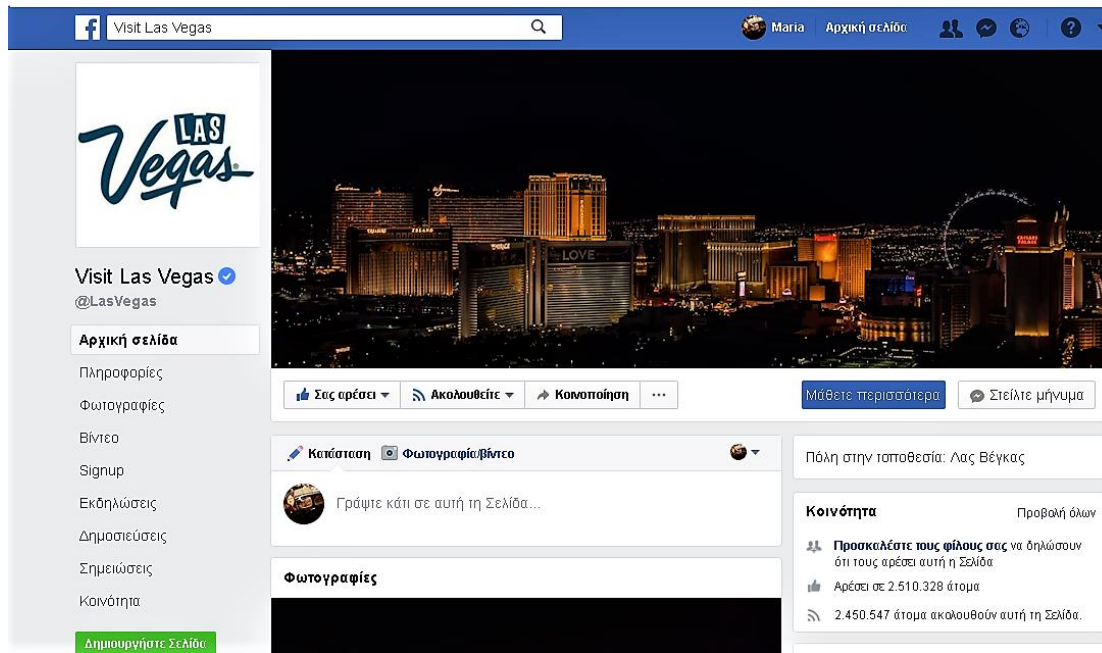 Visit Las Vegas
Maria Αρχική σελίδα
LAS
Vegas
Visit Las Vegas
@LasVegas
Αρχική σελίδα
Πληροφορίες
Φωτογραφίες
Βίντεο
Signup
Εκδηλώσεις
Δημοσιεύσεις
Σημειώσεις
Κοινότητα
Δημιουργήστε Σελίδα
LOVE
CAESARS
PALACE
Σας αρέσει Ακολουθείτε Κοινοποίηση ...
Μάθετε περισσότερα Στείλτε μήνυμα
Κατάσταση Φωτογραφία/βίντεο
Γράψτε κάτι σε αυτή τη Σελίδα...
Φωτογραφίες
Πόλη στην τοποθεσία: Λας Βέγκας
Κοινότητα Προβολή όλων
Προσκαλέστε τους φίλους σας να δηλώσουν
ότι τους αρέσει αυτή η Σελίδα
Αρέσει σε 2.510.328 άτομα
2.450.547 άτομα ακολουθούν αυτή τη Σελίδα.